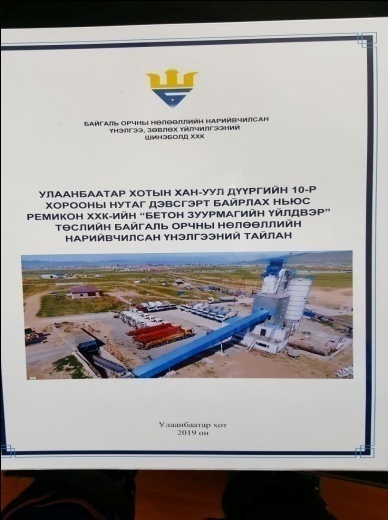 БАЙГАЛЬ ОРЧНЫ НӨЛӨӨЛЛИЙН НАРИЙВЧИЛСАН
ҮНЭЛГЭЭ, ЗӨВЛӨХ ҮЙЛЧИЛГЭЭНИЙ
ШИНЭБОЛД ХХК
УЛААНБААТАР ХОТЫН ХАН-УУЛ ДҮҮРГИЙН 10-Р
ХОРООНЫ НУТАГ ДЭВСГЭРТ БАЙРЛАХ НЬЮС
РЕМИКОН ХХК-ИЙН “БЕТОН ЗУУРМАГИЙН ҮЙЛДВЭР”
ТӨСЛИЙН БАЙГАЛЬ ОРЧНЫ НӨЛӨӨЛЛИЙН
НАРИЙВЧИЛСАН ҮНЭЛГЭЭНИЙ ТАЙЛАН
Улаанбаатар хот
2019 он